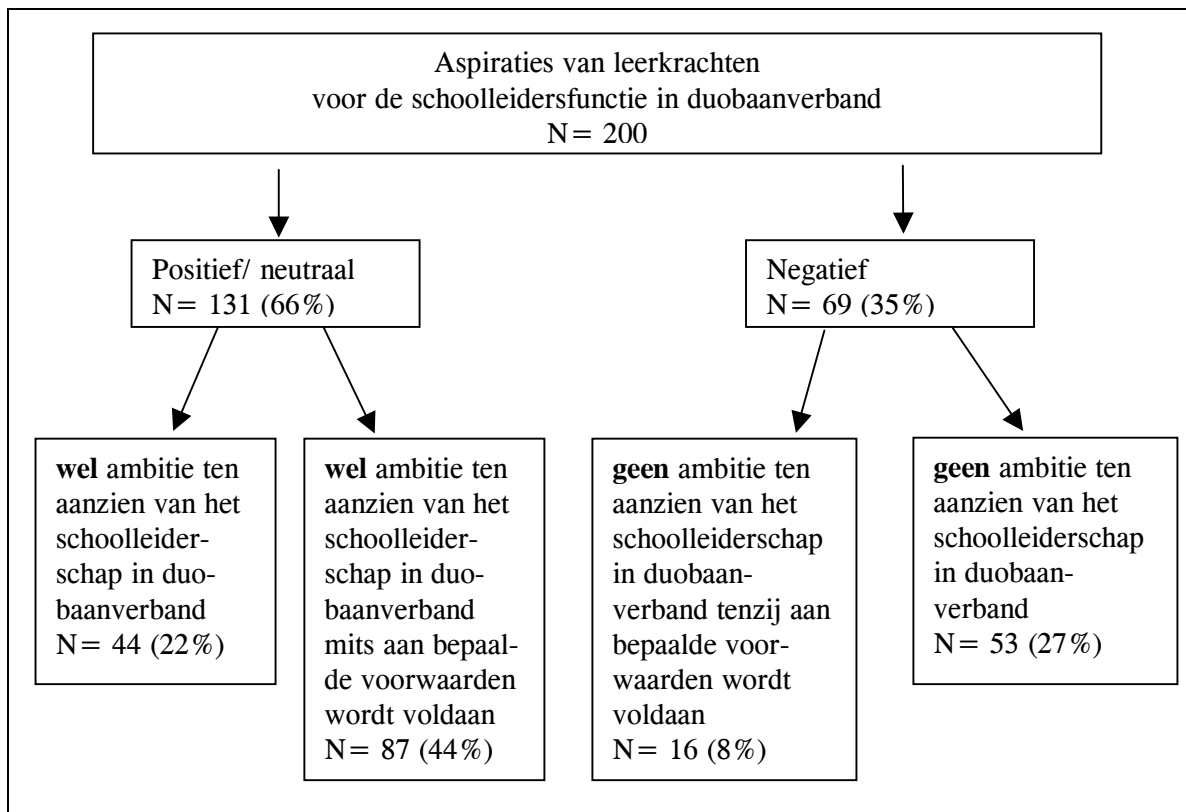 Aspiraties van leerkrachten
voor de schoolleidersfunctie in duobaanverband
N= 200
Positief/ neutraal
N= 131 (66%)
Negatief
N= 69 (35%)
wel ambitie ten
aanzien van het
schoolleider-
schap in duo-
baanverband
N= 44 (22%)
wel ambitie ten
aanzien van het
schoolleider-
schap in duo-
baanverband
mits aan bepaal-
de voorwaarden
wordt voldaan
N= 87 (44%)
geen ambitie ten
aanzien van het
schoolleiderschap
in duobaan-
verband tenzij aan
bepaalde voor-
waarden wordt
voldaan
N= 16 (8%)
geen ambitie ten
aanzien van het
schoolleiderschap
in duobaan-
verband
N= 53 (27%)